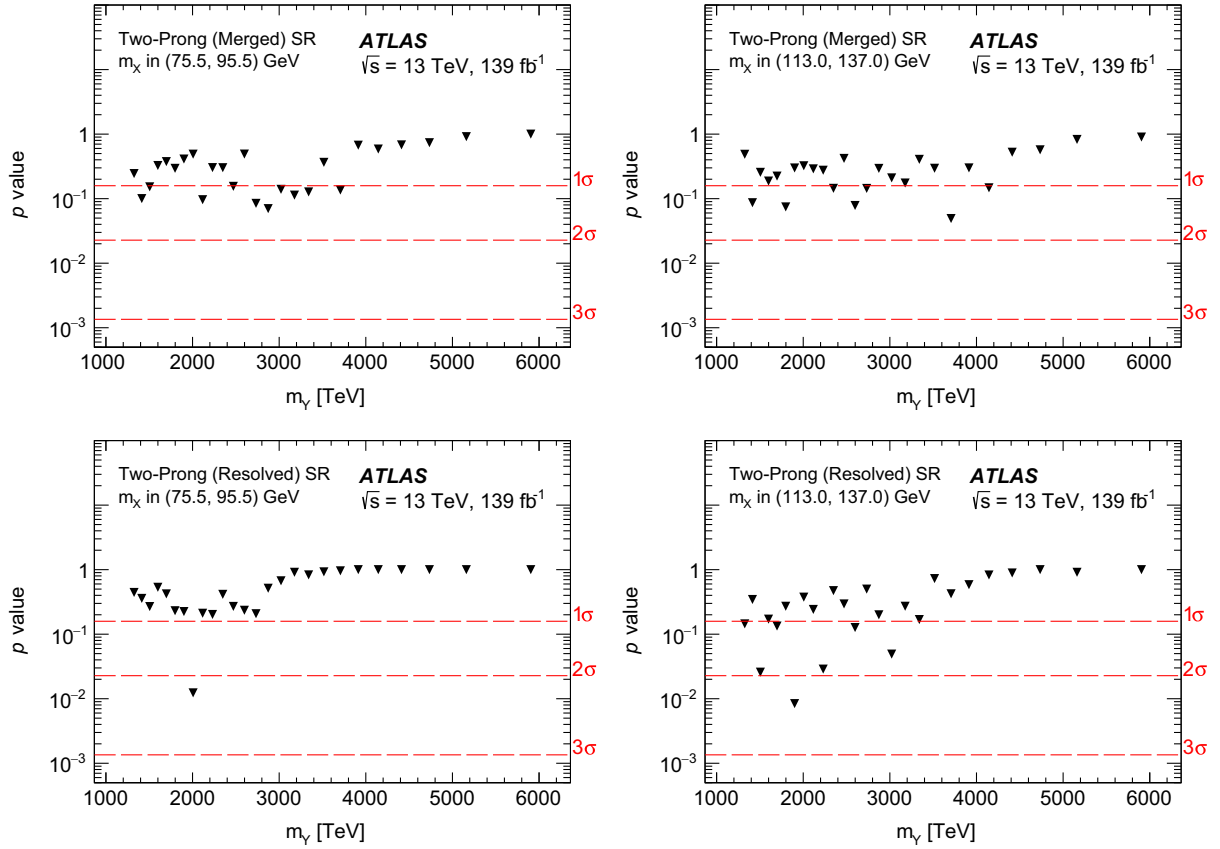 Two-Prong (Merged) SR
m_X in (75.5, 95.5) GeV
ATLAS
√s = 13 TeV, 139 fb⁻¹
p value
1
10⁻¹
10⁻²
10⁻³
1σ
2σ
3σ
1000 2000 3000 4000 5000 6000
m_Y [TeV]
Two-Prong (Merged) SR
m_X in (113.0, 137.0) GeV
ATLAS
√s = 13 TeV, 139 fb⁻¹
p value
1
10⁻¹
10⁻²
10⁻³
1σ
2σ
3σ
1000 2000 3000 4000 5000 6000
m_Y [TeV]
Two-Prong (Resolved) SR
m_X in (75.5, 95.5) GeV
ATLAS
√s = 13 TeV, 139 fb⁻¹
p value
1
10⁻¹
10⁻²
10⁻³
1σ
2σ
3σ
1000 2000 3000 4000 5000 6000
m_Y [TeV]
Two-Prong (Resolved) SR
m_X in (113.0, 137.0) GeV
ATLAS
√s = 13 TeV, 139 fb⁻¹
p value
1
10⁻¹
10⁻²
10⁻³
1σ
2σ
3σ
1000 2000 3000 4000 5000 6000
m_Y [TeV]